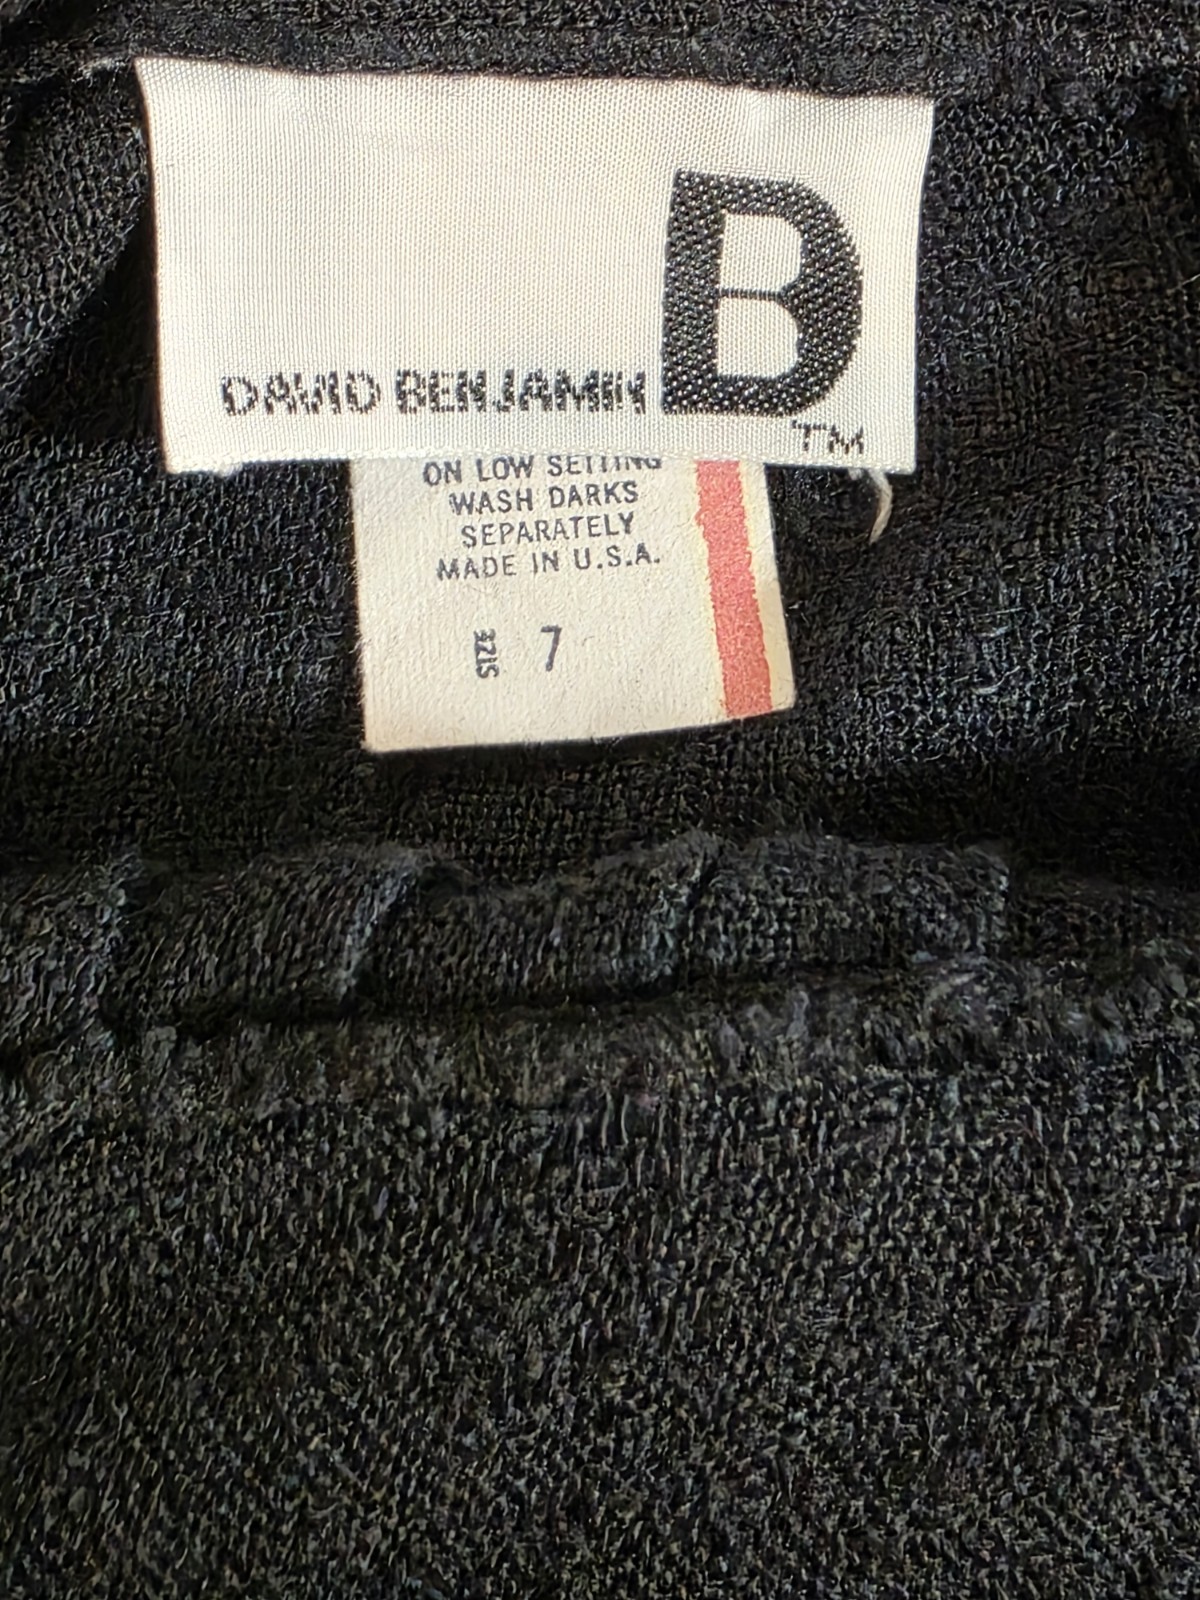 DAVID BENJAMIN
B
TM
ON LOW SETTING
WASH DARKS
SEPARATELY
MADE IN U.S.A.
SIZE 7